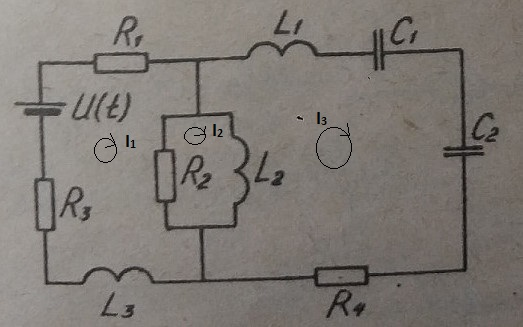 R₁
L₁
C₁
U(t)
I₁
I₂
I₃
C₂
R₂
L₂
R₃
L₃
R₄